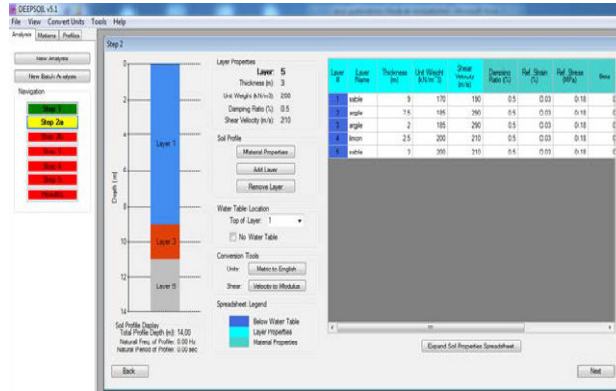 DEEPSOIL v5.1
File View Convert Units Tools Help
Analysis Motions Profiles
New Analysis
New Batch Analysis
Navigation
Step 1
Step 2a
Step 2b
Step 2
Layer Properties
Layer: 5
Thickness (m): 3
Unit Weight (kN/m3): 200
Damping Ratio (%): 0.5
Shear Velocity (m/s): 210
Soil Profile
Material Properties
Add Layer
Remove Layer
Water Table Location
Top of Layer: 1
No Water Table
Conversion Tools
Units: Metric to English
Shear: Velocity to Modulus
Spreadsheet Legend
Below Water Table
Layer Properties
Material Properties
Depth (m)
0
2
4
6
8
10
12
14
Layer 1
Layer 3
Layer 5
Soil Profile Display
Total Profile Depth (m): 14,00
Natural Freq. of Profile: 0.00 Hz
Natural Period of Profile: 0.00 sec
Back
Layer # Layer Name Thickness (m) Unit Weight (kN/m^3) Shear Velocity (m/s) Damping Ratio (%) Ref. Strain (%) Ref. Stress (MPa) Beta
1 sable 9 170 190 0.5 0.03 0.18
2 argile 7.5 185 290 0.5 0.03 0.18
3 argile 2 185 290 0.5 0.03 0.18
4 limon 2.5 200 210 0.5 0.03 0.18
5 sable 3 200 210 0.5 0.03 0.18
Expand Soil Properties Spreadsheet
Next